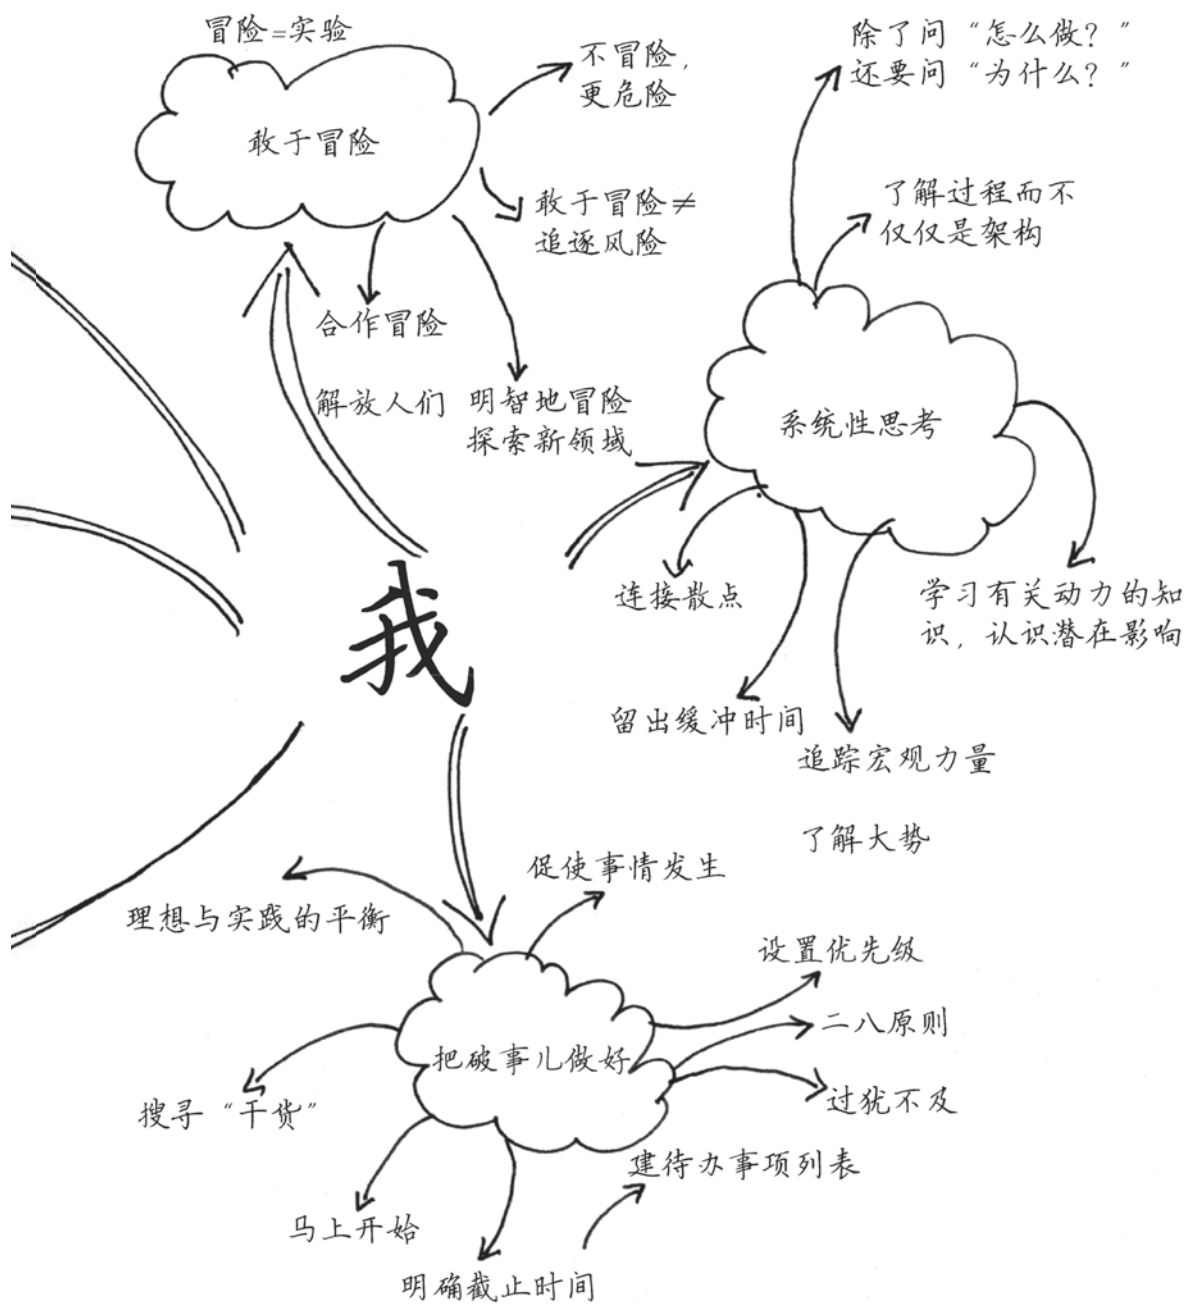 冒险=实验
敢于冒险
不冒险，
更危险
敢于冒险≠
追逐风险
合作冒险
解放人们
明智地冒险
探索新领域
除了问“怎么做？”
还要问“为什么？”
了解过程而不
仅仅是架构
系统性思考
连接散点
学习有关动力的知
识，认识潜在影响
留出缓冲时间
追踪宏观力量
了解大势
我
促使事情发生
理想与实践的平衡
设置优先级
二八原则
把破事儿做好
过犹不及
搜寻“干货”
建待办事项列表
马上开始
明确截止时间